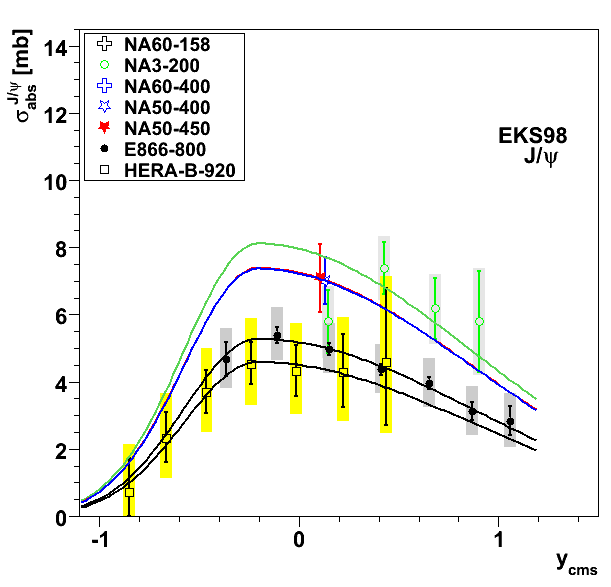 σ_abs^J/ψ [mb]
14
12
10
8
6
4
2
0
NA60-158
NA3-200
NA60-400
NA50-400
NA50-450
E866-800
HERA-B-920
EKS98
J/ψ
-1 0 1
y_cms